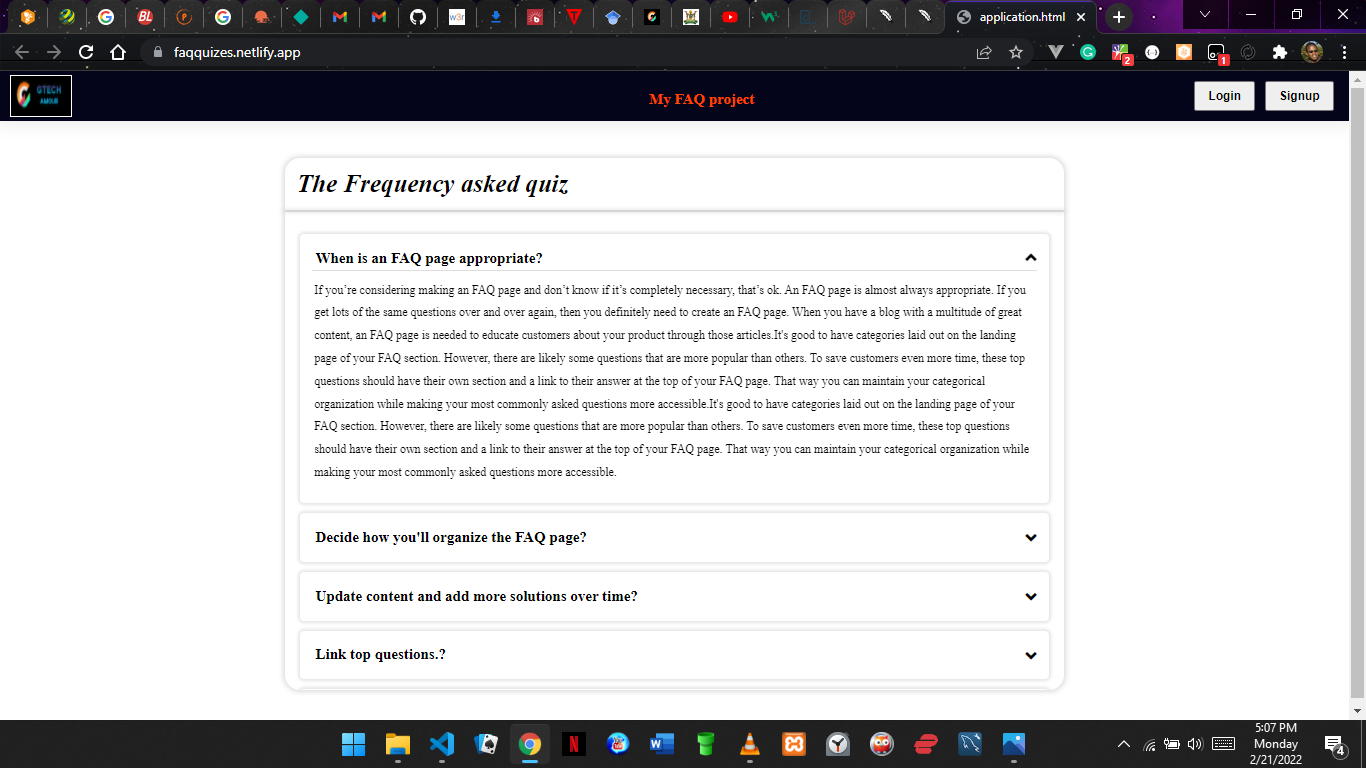 BL
P
w3r
application.html
faqquizes.netlify.app
2
1
GTECH
AMOUR
My FAQ project
Login
Signup
The Frequency asked quiz
When is an FAQ page appropriate?
If you’re considering making an FAQ page and don’t know if it’s completely necessary, that’s ok. An FAQ page is almost always appropriate. If you
get lots of the same questions over and over again, then you definitely need to create an FAQ page. When you have a blog with a multitude of great
content, an FAQ page is needed to educate customers about your product through those articles.It's good to have categories laid out on the landing
page of your FAQ section. However, there are likely some questions that are more popular than others. To save customers even more time, these top
questions should have their own section and a link to their answer at the top of your FAQ page. That way you can maintain your categorical
organization while making your most commonly asked questions more accessible.It's good to have categories laid out on the landing page of your
FAQ section. However, there are likely some questions that are more popular than others. To save customers even more time, these top questions
should have their own section and a link to their answer at the top of your FAQ page. That way you can maintain your categorical organization while
making your most commonly asked questions more accessible.
Decide how you'll organize the FAQ page?
Update content and add more solutions over time?
Link top questions.?
5:07 PM
Monday
2/21/2022
4